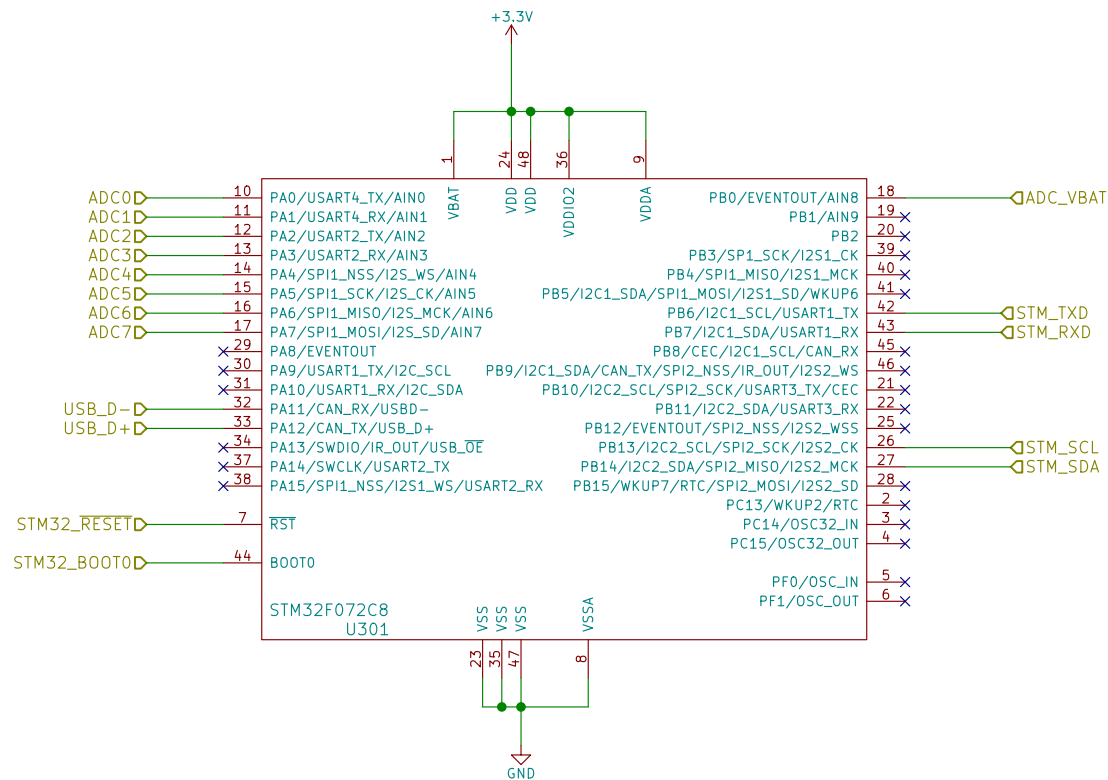 +3.3V
1
24
48
36
9
VBAT
VDD
VDD
VDDIO2
VDDA
ADC0 10 PA0/USART4_TX/AIN0
ADC1 11 PA1/USART4_RX/AIN1
ADC2 12 PA2/USART2_TX/AIN2
ADC3 13 PA3/USART2_RX/AIN3
ADC4 14 PA4/SPI1_NSS/I2S_WS/AIN4
ADC5 15 PA5/SPI1_SCK/I2S_CK/AIN5
ADC6 16 PA6/SPI1_MISO/I2S_MCK/AIN6
ADC7 17 PA7/SPI1_MOSI/I2S_SD/AIN7
29 PA8/EVENTOUT
30 PA9/USART1_TX/I2C_SCL
31 PA10/USART1_RX/I2C_SDA
USB_D- 32 PA11/CAN_RX/USBD-
USB_D+ 33 PA12/CAN_TX/USB_D+
34 PA13/SWDIO/IR_OUT/USB_OE
37 PA14/SWCLK/USART2_TX
38 PA15/SPI1_NSS/I2S1_WS/USART2_RX
STM32_RESET 7 RST
STM32_BOOT0 44 BOOT0
PB0/EVENTOUT/AIN8 18 ADC_VBAT
PB1/AIN9 19
PB2 20
PB3/SP1_SCK/I2S1_CK 39
PB4/SPI1_MISO/I2S1_MCK 40
PB5/I2C1_SDA/SPI1_MOSI/I2S1_SD/WKUP6 41
PB6/I2C1_SCL/USART1_TX 42 STM_TXD
PB7/I2C1_SDA/USART1_RX 43 STM_RXD
PB8/CEC/I2C1_SCL/CAN_RX 45
PB9/I2C1_SDA/CAN_TX/SPI2_NSS/IR_OUT/I2S2_WS 46
PB10/I2C2_SCL/SPI2_SCK/USART3_TX/CEC 21
PB11/I2C2_SDA/USART3_RX 22
PB12/EVENTOUT/SPI2_NSS/I2S2_WSS 25
PB13/I2C2_SCL/SPI2_SCK/I2S2_CK 26 STM_SCL
PB14/I2C2_SDA/SPI2_MISO/I2S2_MCK 27 STM_SDA
PB15/WKUP7/RTC/SPI2_MOSI/I2S2_SD 28
PC13/WKUP2/RTC 2
PC14/OSC32_IN 3
PC15/OSC32_OUT 4
PF0/OSC_IN 5
PF1/OSC_OUT 6
STM32F072C8
U301
VSS
VSS
VSS
VSSA
23
35
47
8
GND